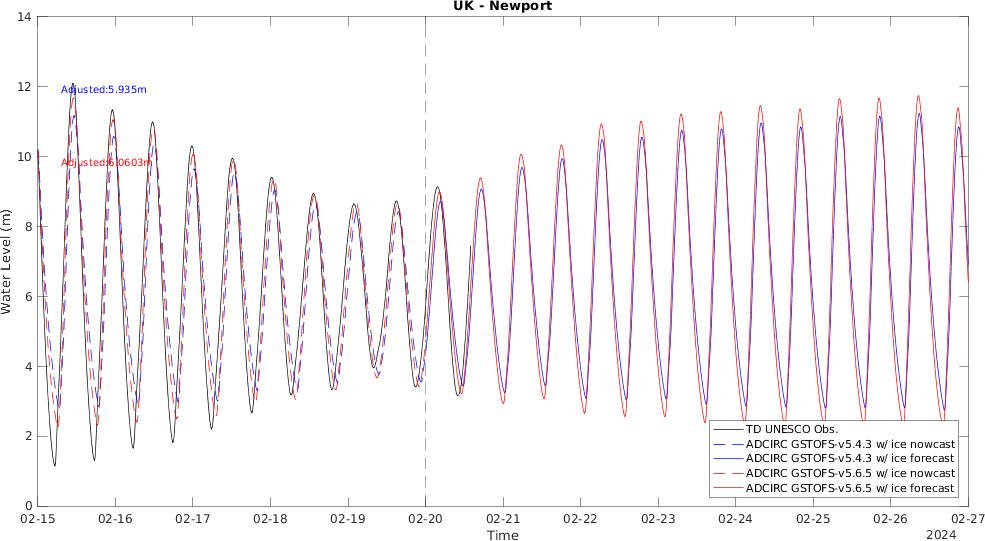 UK - Newport
14
12
10
8
6
4
2
0
Water Level (m)
Adjusted:5.935m
Adjusted:6.0603m
TD UNESCO Obs.
ADCIRC GSTOFS-v5.4.3 w/ ice nowcast
ADCIRC GSTOFS-v5.4.3 w/ ice forecast
ADCIRC GSTOFS-v5.6.5 w/ ice nowcast
ADCIRC GSTOFS-v5.6.5 w/ ice forecast
02-15 02-16 02-17 02-18 02-19 02-20 02-21 02-22 02-23 02-24 02-25 02-26 02-27
Time
2024